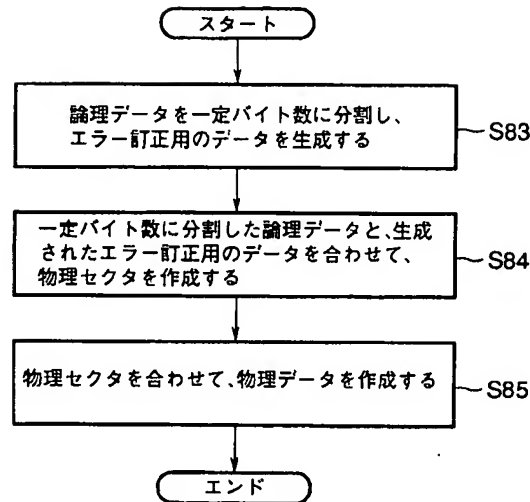 スタート
論理データを一定バイト数に分割し、
エラー訂正用のデータを生成する
S83
一定バイト数に分割した論理データと、生成
されたエラー訂正用のデータを合わせて、
物理セクタを作成する
S84
物理セクタを合わせて、物理データを作成する
S85
エンド